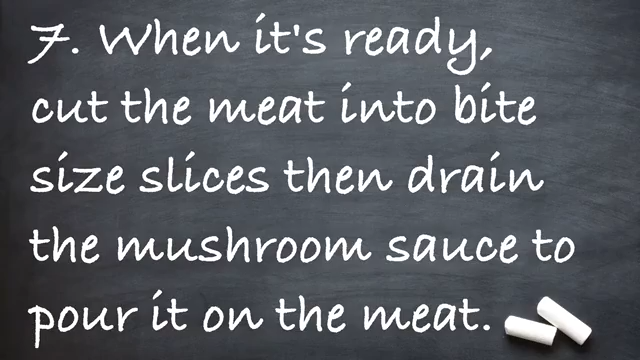 7. When it's ready,
cut the meat into bite
size slices then drain
the mushroom sauce to
pour it on the meat.